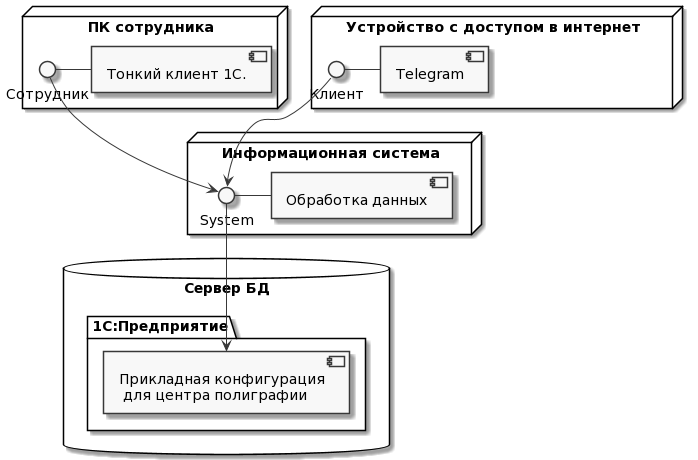 ПК сотрудника
Устройство с доступом в интернет
Тонкий клиент 1С.
Telegram
Сотрудник
Клиент
Информационная система
Обработка данных
System
Сервер БД
1С:Предприятие
Прикладная конфигурация
для центра полиграфии